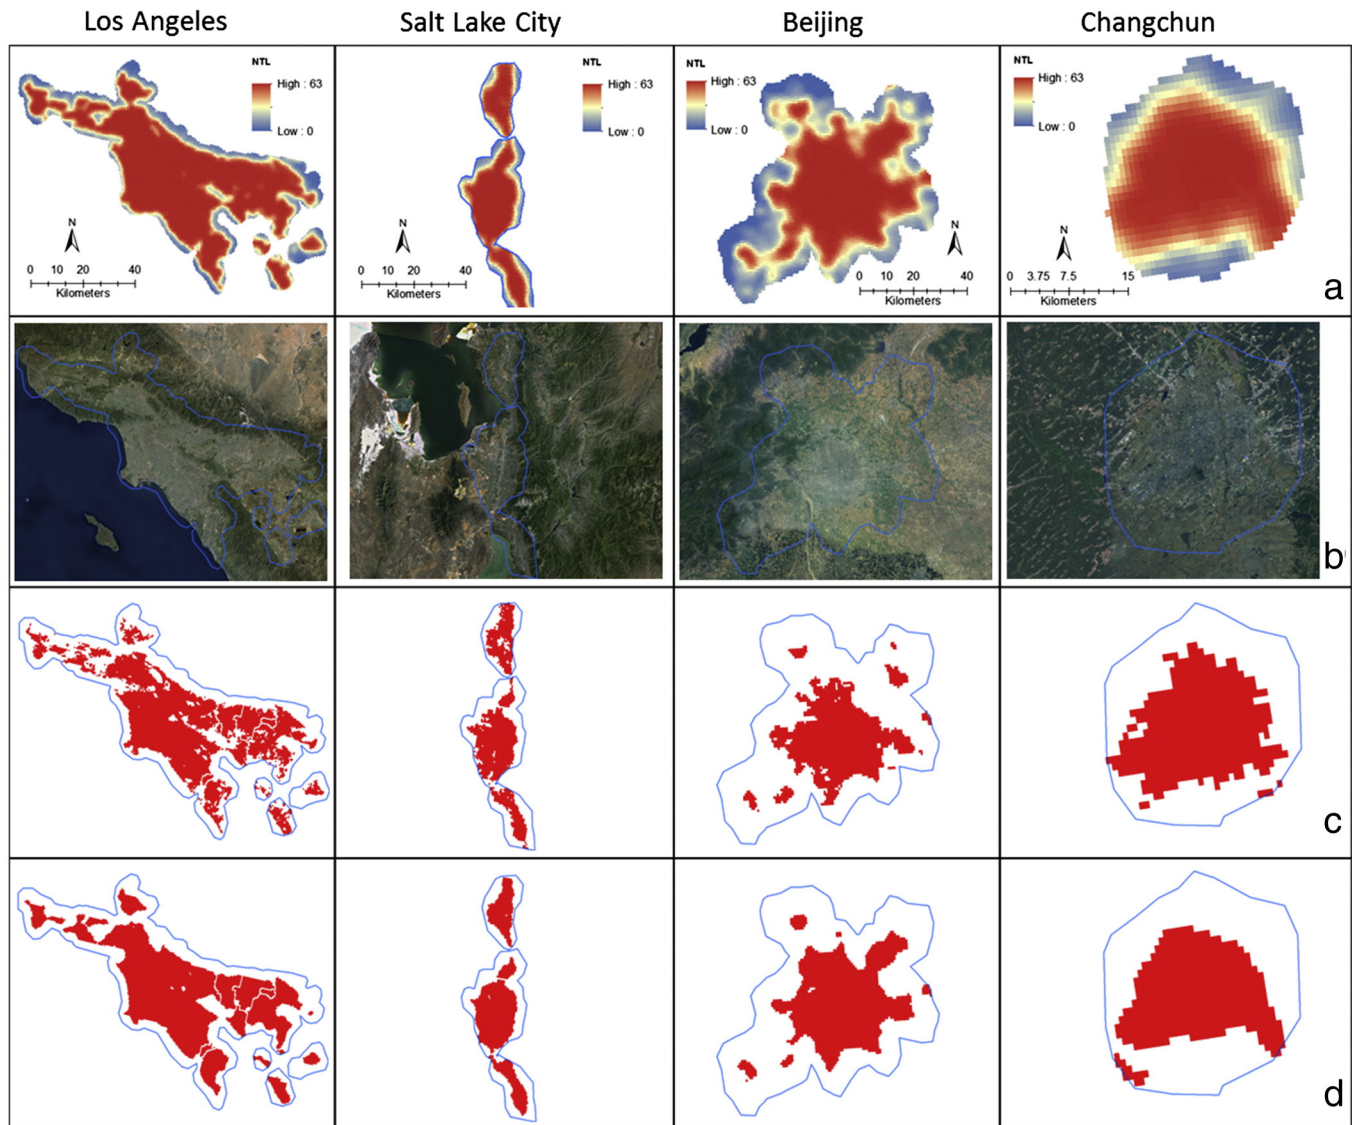 Los Angeles
Salt Lake City
Beijing
Changchun
NTL
High : 63
Low : 0
N
0 10 20 40
Kilometers
NTL
High : 63
Low : 0
N
0 10 20 40
Kilometers
NTL
High : 63
Low : 0
N
0 10 20 40
Kilometers
NTL
High : 63
Low : 0
N
0 3.75 7.5 15
Kilometers
a
b
c
d